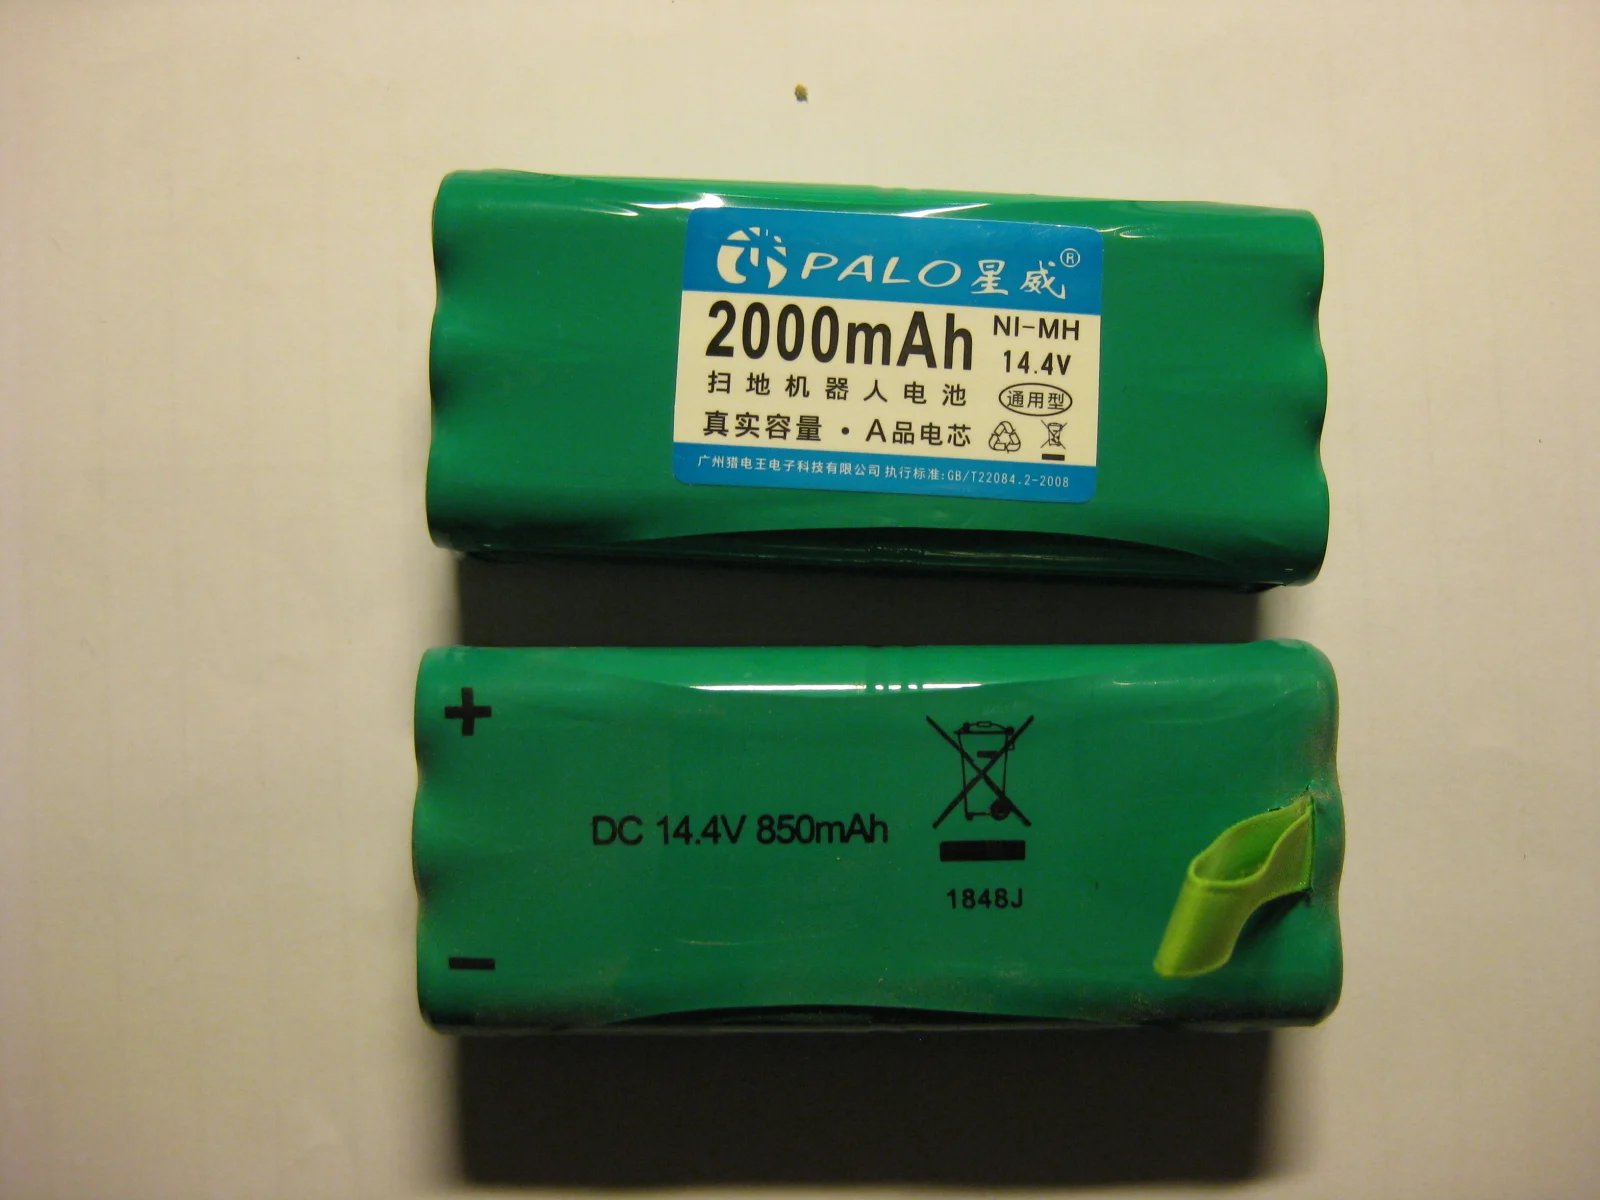 PALO星威®
2000mAh NI-MH
14.4V
扫地机器人电池 通用型
真实容量·A品电芯
广州猎电王电子科技有限公司 执行标准:GB/T22084.2-2008
+
DC 14.4V 850mAh
1848J
−